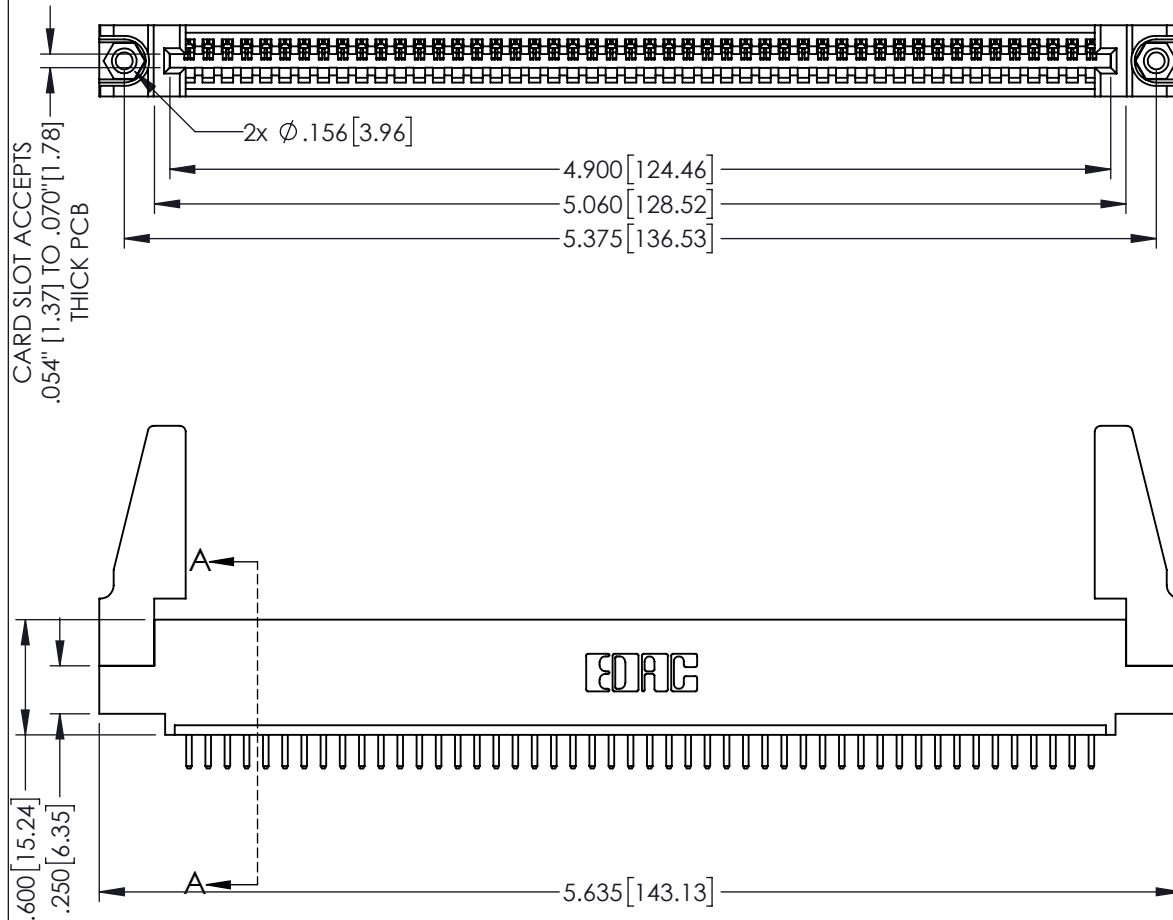 2x Ø .156[3.96]
4.900[124.46]
5.060[128.52]
5.375[136.53]
CARD SLOT ACCEPTS
.054" [1.37] TO .070"[1.78]
THICK PCB
A
EDAC
A
.600[15.24]
.250[6.35]
5.635[143.13]